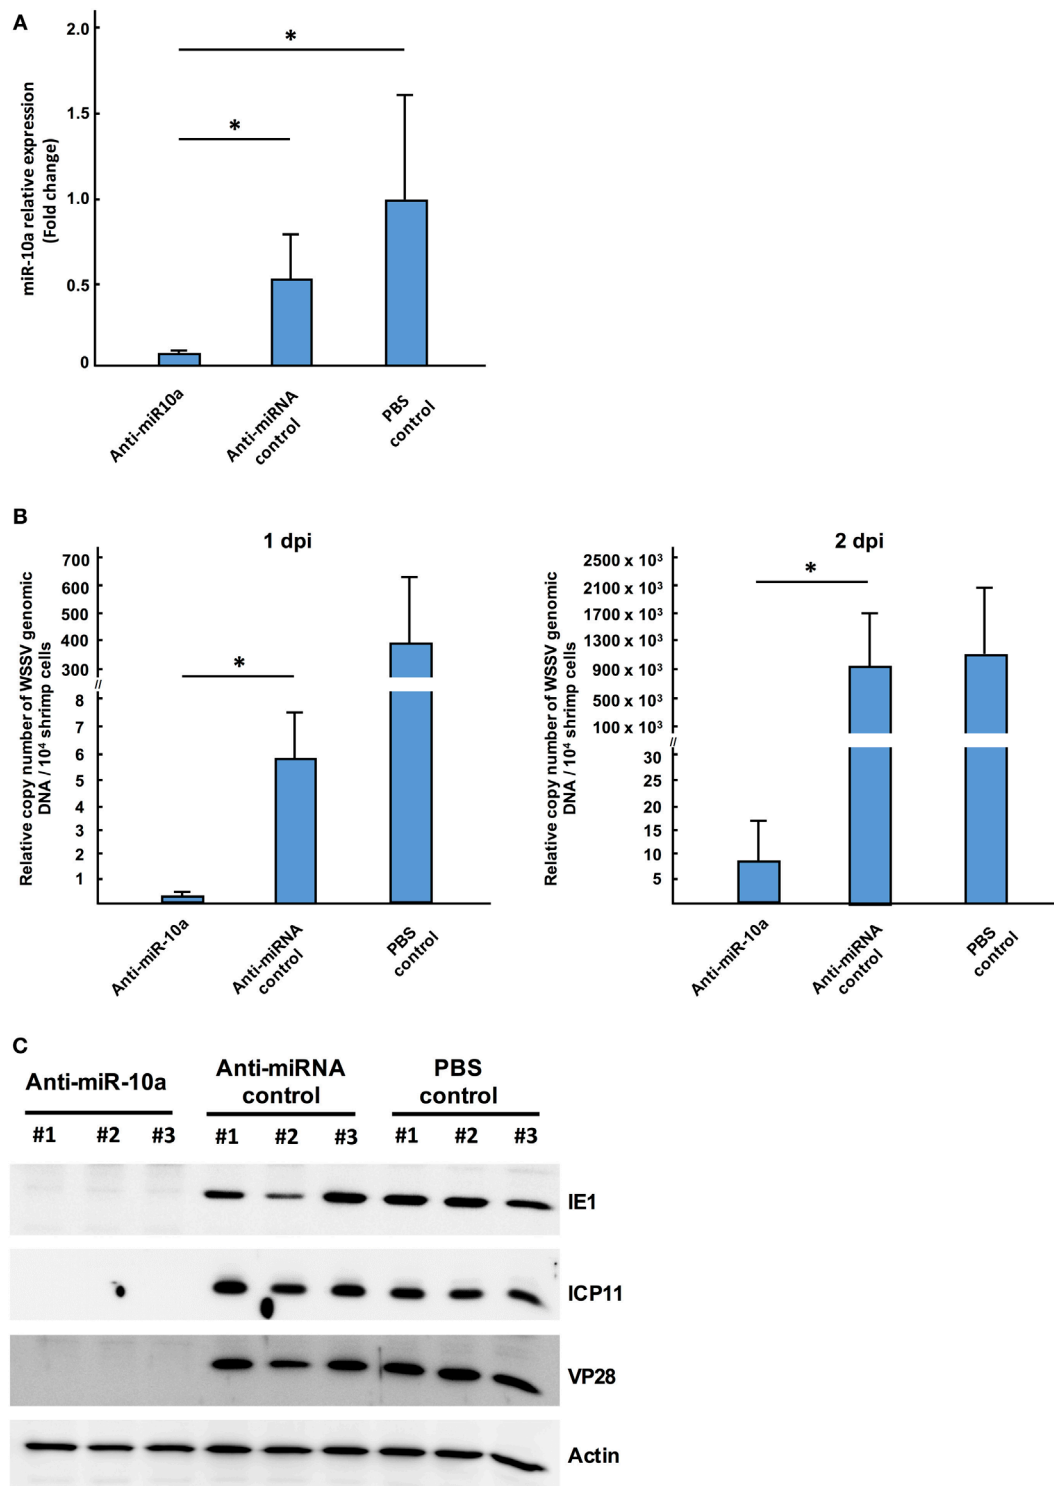 A
miR-10a relative expression
(Fold change)
2.0
1.5
1.0
0.5
0
*
*
Anti-miR10a
Anti-miRNA
control
PBS
control
B
1 dpi
Relative copy number of WSSV genomic
DNA / 10⁴ shrimp cells
700
600
500
400
300
//
8
7
6
5
4
3
2
1
*
Anti-miR-10a
Anti-miRNA
control
PBS
control
2 dpi
Relative copy number of WSSV genomic
DNA / 10⁴ shrimp cells
2500 x 10³
2100 x 10³
1700 x 10³
1300 x 10³
900 x 10³
500 x 10³
100 x 10³
//
30
25
20
15
10
5
*
Anti-miR-10a
Anti-miRNA
control
PBS
control
C
Anti-miR-10a
Anti-miRNA
control
PBS
control
#1 #2 #3 #1 #2 #3 #1 #2 #3
IE1
ICP11
VP28
Actin